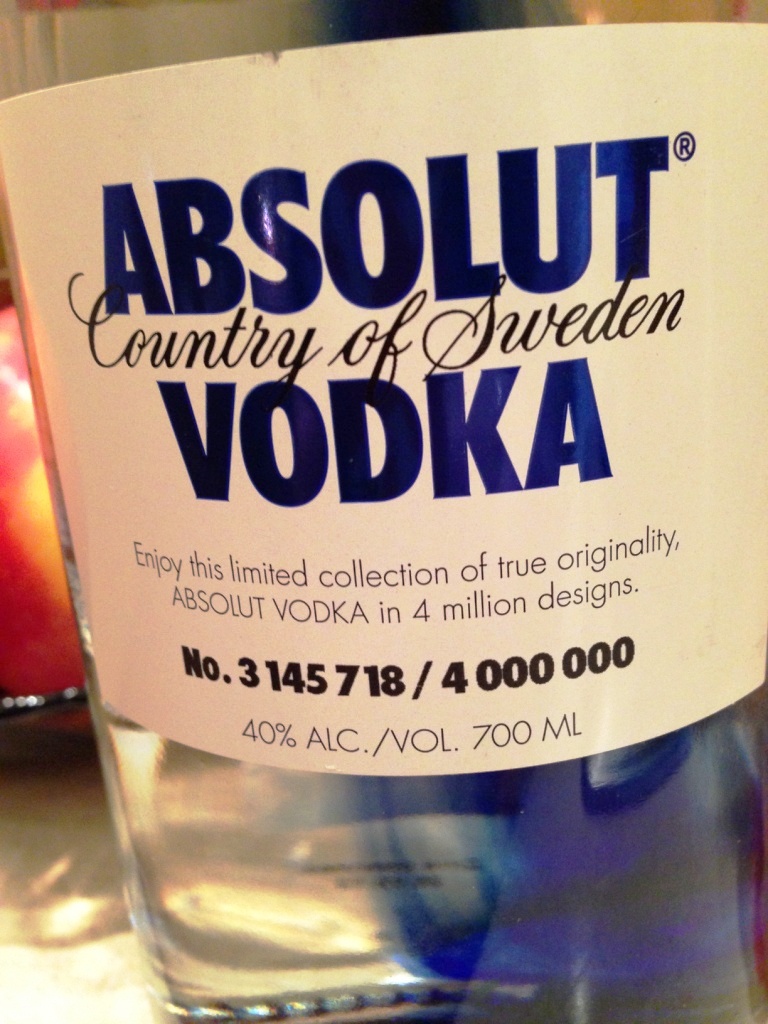 ABSOLUT®
Country of Sweden
VODKA
Enjoy this limited collection of true originality,
ABSOLUT VODKA in 4 million designs.
No. 3 145 718 / 4 000 000
40% ALC./VOL. 700 ML